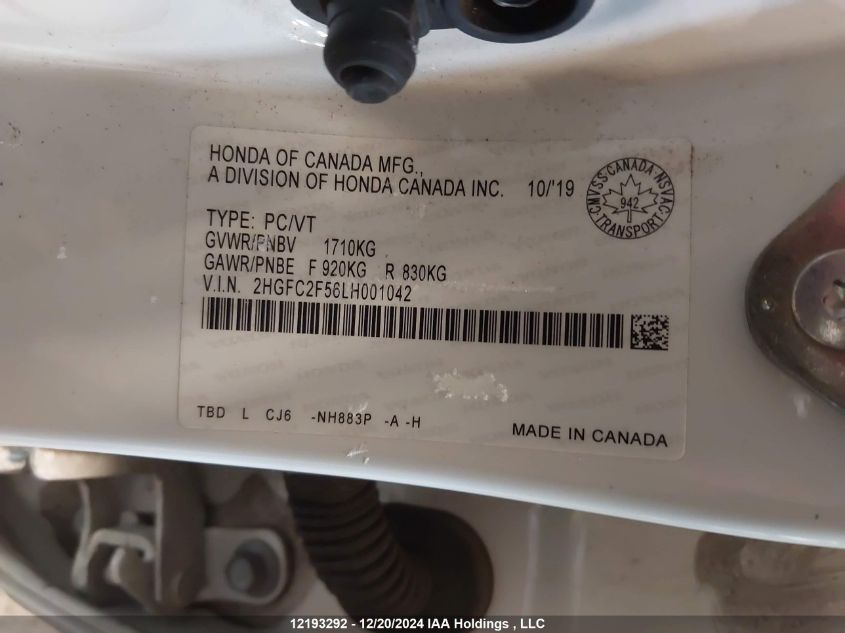 HONDA OF CANADA MFG.,
A DIVISION OF HONDA CANADA INC. 10/'19
CMVSS·CANADA·NSVAC·TRANSPORT
942
TYPE: PC/VT
GVWR/PNBV 1710KG
GAWR/PNBE F 920KG R 830KG
V.I.N. 2HGFC2F56LH001042
TBD L CJ6 -NH883P -A -H
MADE IN CANADA
12193292 - 12/20/2024 IAA Holdings , LLC